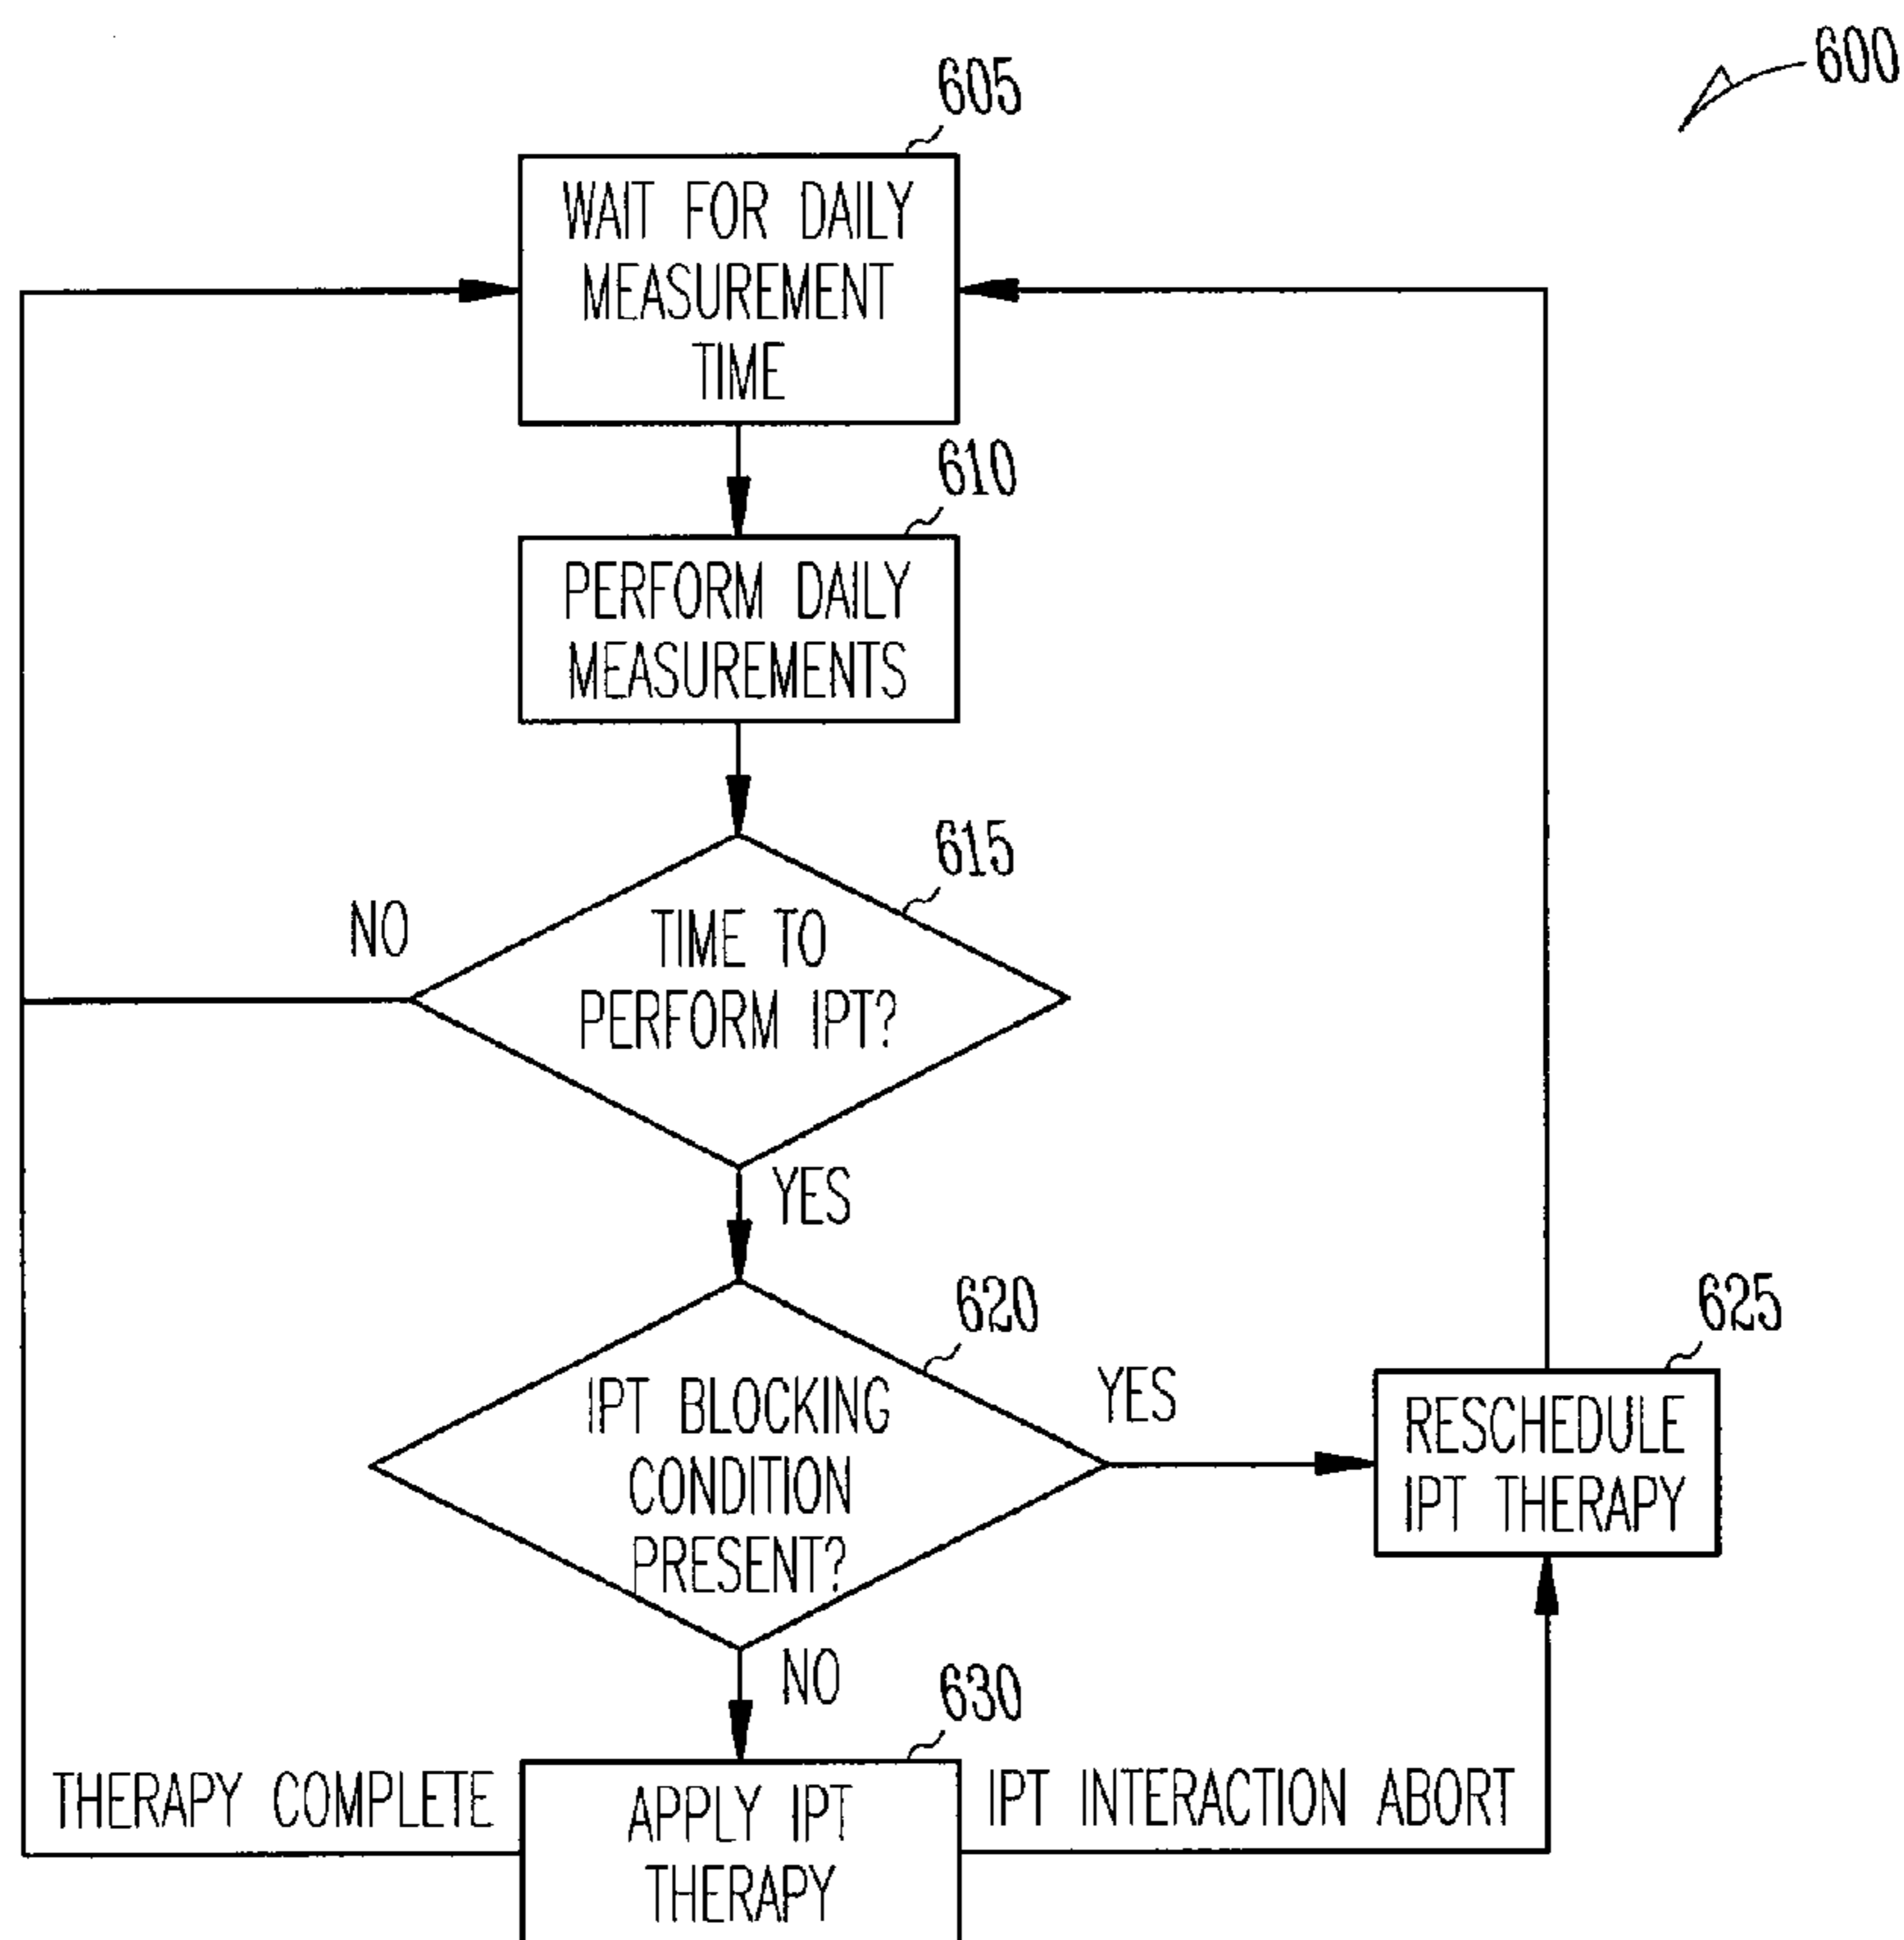 600
605
WAIT FOR DAILY
MEASUREMENT
TIME
610
PERFORM DAILY
MEASUREMENTS
615
NO
TIME TO
PERFORM IPT?
YES
620
IPT BLOCKING
CONDITION
PRESENT?
YES
625
RESCHEDULE
IPT THERAPY
NO
630
THERAPY COMPLETE
APPLY IPT
THERAPY
IPT INTERACTION ABORT